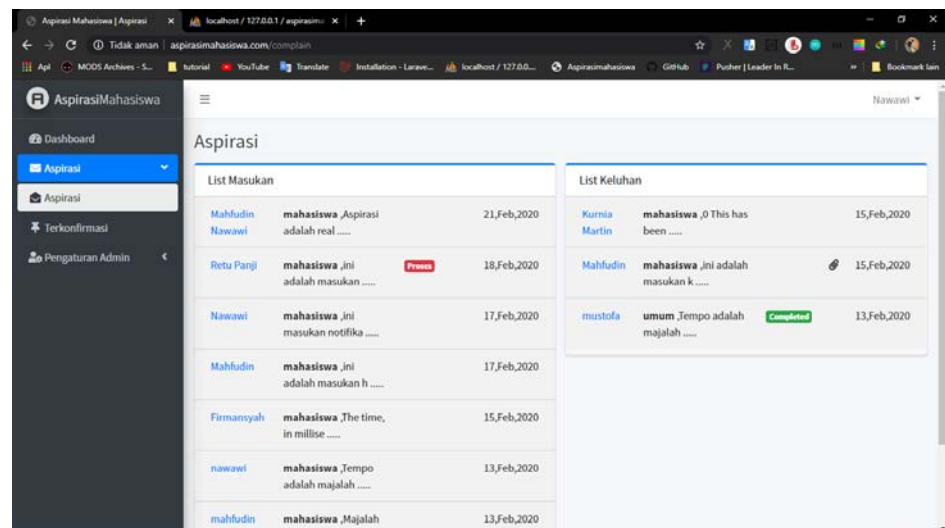 Aspirasi Mahasiswa | Aspirasi
localhost / 127.0.0.1 / aspirasima
Tidak aman
aspirasimahasiswa.com/complain
Apl
MODS Archives - S...
tutorial
YouTube
Translate
Installation - Larave...
localhost / 127.0.0....
Aspirasimahasiswa
GitHub
Pusher | Leader In R...
Bookmark lain
AspirasiMahasiswa
Nawawi
Dashboard
Aspirasi
Aspirasi
Terkonfirmasi
Pengaturan Admin
Aspirasi
List Masukan
Mahfudin Nawawi
mahasiswa ,Aspirasi
adalah real .....
21,Feb,2020
Retu Panji
mahasiswa ,ini
adalah masukan .....
Proses
18,Feb,2020
Nawawi
mahasiswa ,ini
masukan notifika .....
17,Feb,2020
Mahfudin
mahasiswa ,ini
adalah masukan h .....
17,Feb,2020
Firmansyah
mahasiswa ,The time,
in millise .....
15,Feb,2020
nawawi
mahasiswa ,Tempo
adalah majalah .....
13,Feb,2020
mahfudin
mahasiswa ,Majalah
13,Feb,2020
List Keluhan
Kurnia Martin
mahasiswa ,0 This has
been .....
15,Feb,2020
Mahfudin
mahasiswa ,ini adalah
masukan k .....
15,Feb,2020
mustofa
umum ,Tempo adalah
majalah .....
Completed
13,Feb,2020